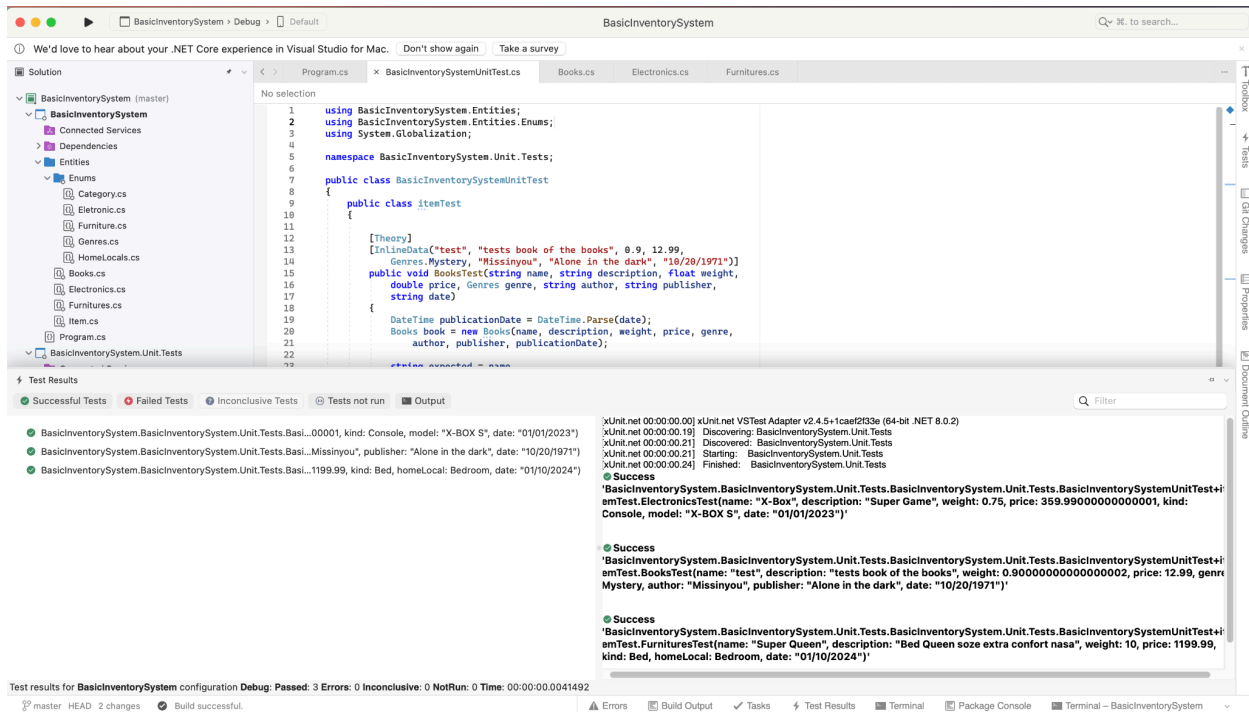 BasicInventorySystem › Debug › Default
BasicInventorySystem
⌘. to search...
We'd love to hear about your .NET Core experience in Visual Studio for Mac. Don't show again Take a survey
Solution
Program.cs
× BasicInventorySystemUnitTest.cs
Books.cs
Electronics.cs
Furnitures.cs
No selection
BasicInventorySystem (master)
BasicInventorySystem
Connected Services
Dependencies
Entities
Enums
Category.cs
Eletronic.cs
Furniture.cs
Genres.cs
HomeLocals.cs
Books.cs
Electronics.cs
Furnitures.cs
Item.cs
Program.cs
BasicInventorySystem.Unit.Tests
1 using BasicInventorySystem.Entities;
2 using BasicInventorySystem.Entities.Enums;
3 using System.Globalization;
4
5 namespace BasicInventorySystem.Unit.Tests;
6
7 public class BasicInventorySystemUnitTest
8 {
9 public class itemTest
10 {
11
12 [Theory]
13 [InlineData("test", "tests book of the books", 0.9, 12.99,
14 Genres.Mystery, "Missinyou", "Alone in the dark", "10/20/1971")]
15 public void BooksTest(string name, string description, float weight,
16 double price, Genres genre, string author, string publisher,
17 string date)
18 {
19 DateTime publicationDate = DateTime.Parse(date);
20 Books book = new Books(name, description, weight, price, genre,
21 author, publisher, publicationDate);
22
23 string expected = name
Toolbox
Tests
Git Changes
Properties
Document Outline
Test Results
Successful Tests
Failed Tests
Inconclusive Tests
Tests not run
Output
Filter
BasicInventorySystem.BasicInventorySystem.Unit.Tests.Basi...00001, kind: Console, model: "X-BOX S", date: "01/01/2023")
BasicInventorySystem.BasicInventorySystem.Unit.Tests.Basi...Missinyou", publisher: "Alone in the dark", date: "10/20/1971")
BasicInventorySystem.BasicInventorySystem.Unit.Tests.Basi...1199.99, kind: Bed, homeLocal: Bedroom, date: "01/10/2024")
[xUnit.net 00:00:00.00] xUnit.net VSTest Adapter v2.4.5+1caef2f33e (64-bit .NET 8.0.2)
[xUnit.net 00:00:00.19] Discovering: BasicInventorySystem.Unit.Tests
[xUnit.net 00:00:00.21] Discovered: BasicInventorySystem.Unit.Tests
[xUnit.net 00:00:00.21] Starting: BasicInventorySystem.Unit.Tests
[xUnit.net 00:00:00.24] Finished: BasicInventorySystem.Unit.Tests
Success
'BasicInventorySystem.BasicInventorySystem.Unit.Tests.BasicInventorySystem.Unit.Tests.BasicInventorySystemUnitTest+it
emTest.ElectronicsTest(name: "X-Box", description: "Super Game", weight: 0.75, price: 359.99000000000001, kind:
Console, model: "X-BOX S", date: "01/01/2023")'
Success
'BasicInventorySystem.BasicInventorySystem.Unit.Tests.BasicInventorySystem.Unit.Tests.BasicInventorySystemUnitTest+it
emTest.BooksTest(name: "test", description: "tests book of the books", weight: 0.90000000000000002, price: 12.99, genre
Mystery, author: "Missinyou", publisher: "Alone in the dark", date: "10/20/1971")'
Success
'BasicInventorySystem.BasicInventorySystem.Unit.Tests.BasicInventorySystem.Unit.Tests.BasicInventorySystemUnitTest+it
emTest.FurnituresTest(name: "Super Queen", description: "Bed Queen soze extra confort nasa", weight: 10, price: 1199.99,
kind: Bed, homeLocal: Bedroom, date: "01/10/2024")'
Test results for BasicInventorySystem configuration Debug: Passed: 3 Errors: 0 Inconclusive: 0 NotRun: 0 Time: 00:00:00.0041492
master HEAD 2 changes
Build successful.
Errors
Build Output
Tasks
Test Results
Terminal
Package Console
Terminal – BasicInventorySystem